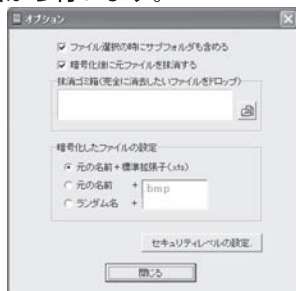 オプション
ファイル選択の時にサブフォルダも含める
暗号化後に元ファイルを抹消する
抹消ゴミ箱(完全に消去したいファイルをドロップ)
暗号化したファイルの設定
元の名前+標準拡張子(.xfs)
元の名前 + bmp
ランダム名 +
セキュリティレベルの設定.
閉じる